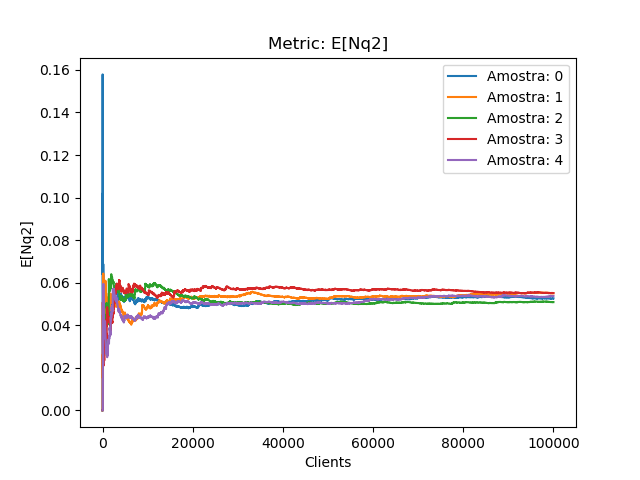 Metric: E[Nq2]
0.16
0.14
0.12
0.10
0.08
0.06
0.04
0.02
0.00
E[Nq2]
Amostra: 0
Amostra: 1
Amostra: 2
Amostra: 3
Amostra: 4
0 20000 40000 60000 80000 100000
Clients